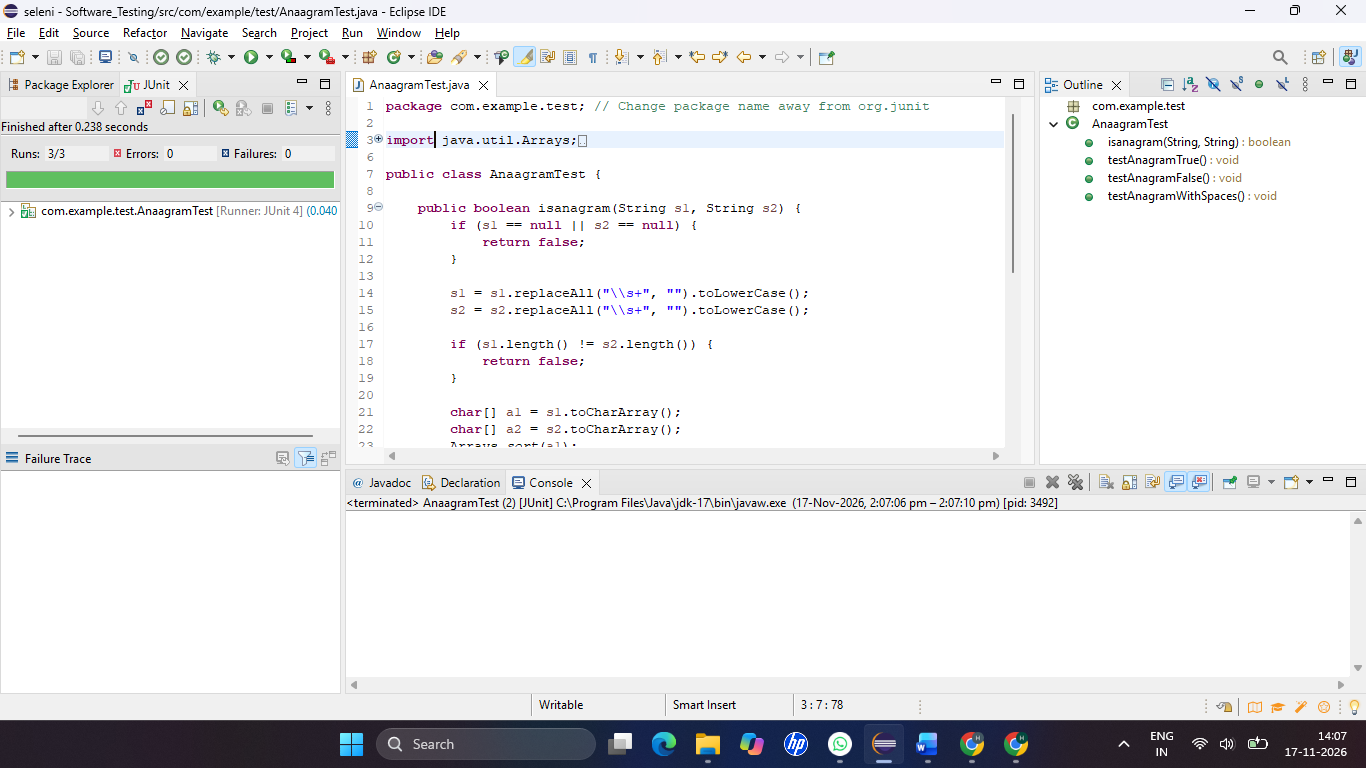 seleni - Software_Testing/src/com/example/test/AnaagramTest.java - Eclipse IDE
File Edit Source Refactor Navigate Search Project Run Window Help
Package Explorer JUnit
Finished after 0.238 seconds
Runs: 3/3 Errors: 0 Failures: 0
com.example.test.AnaagramTest [Runner: JUnit 4] (0.040
Failure Trace
AnaagramTest.java
1 package com.example.test; // Change package name away from org.junit
2
3 import java.util.Arrays;
6
7 public class AnaagramTest {
8
9 public boolean isanagram(String s1, String s2) {
10 if (s1 == null || s2 == null) {
11 return false;
12 }
13
14 s1 = s1.replaceAll("\\s+", "").toLowerCase();
15 s2 = s2.replaceAll("\\s+", "").toLowerCase();
16
17 if (s1.length() != s2.length()) {
18 return false;
19 }
20
21 char[] a1 = s1.toCharArray();
22 char[] a2 = s2.toCharArray();
23 Arrays.sort(a1);
Outline
com.example.test
AnaagramTest
isanagram(String, String) : boolean
testAnagramTrue() : void
testAnagramFalse() : void
testAnagramWithSpaces() : void
@ Javadoc Declaration Console
<terminated> AnaagramTest (2) [JUnit] C:\Program Files\Java\jdk-17\bin\javaw.exe (17-Nov-2026, 2:07:06 pm – 2:07:10 pm) [pid: 3492]
Writable Smart Insert 3 : 7 : 78
Search
ENG
IN
14:07
17-11-2026